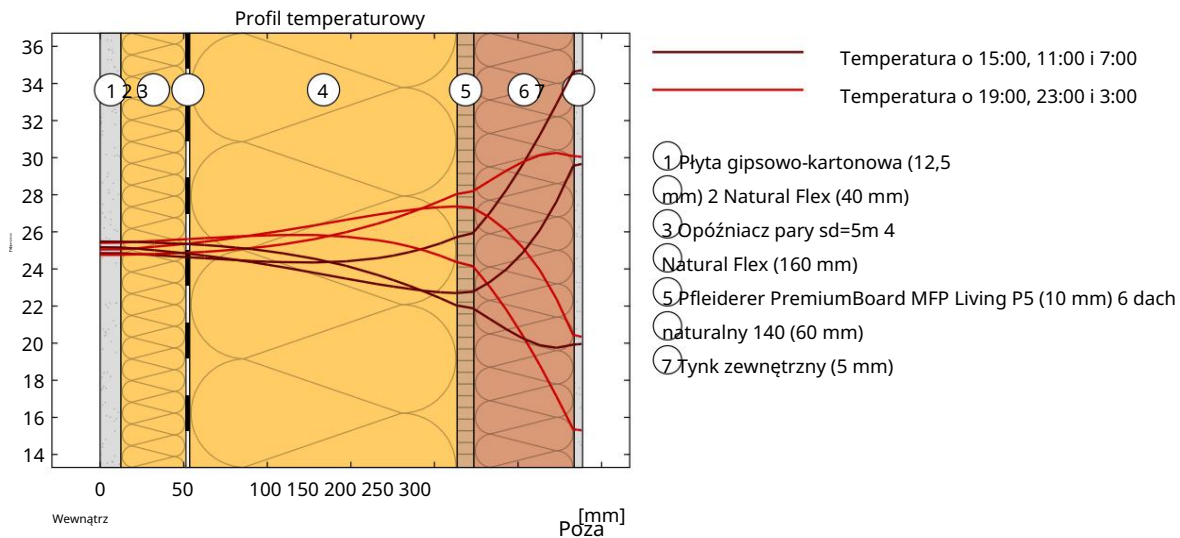 Profil temperaturowy
36
34
32
30
28
26
24
22
20
18
16
14
1 2 3
4
5
6 7
0 50 100 150 200 250 300
Wewnątrz
[mm]
Poza
Temperatura o 15:00, 11:00 i 7:00
Temperatura o 19:00, 23:00 i 3:00
1 Płyta gipsowo-kartonowa (12,5
mm) 2 Natural Flex (40 mm)
3 Opóźniacz pary sd=5m 4
Natural Flex (160 mm)
5 Pfleiderer PremiumBoard MFP Living P5 (10 mm) 6 dach
naturalny 140 (60 mm)
7 Tynk zewnętrzny (5 mm)